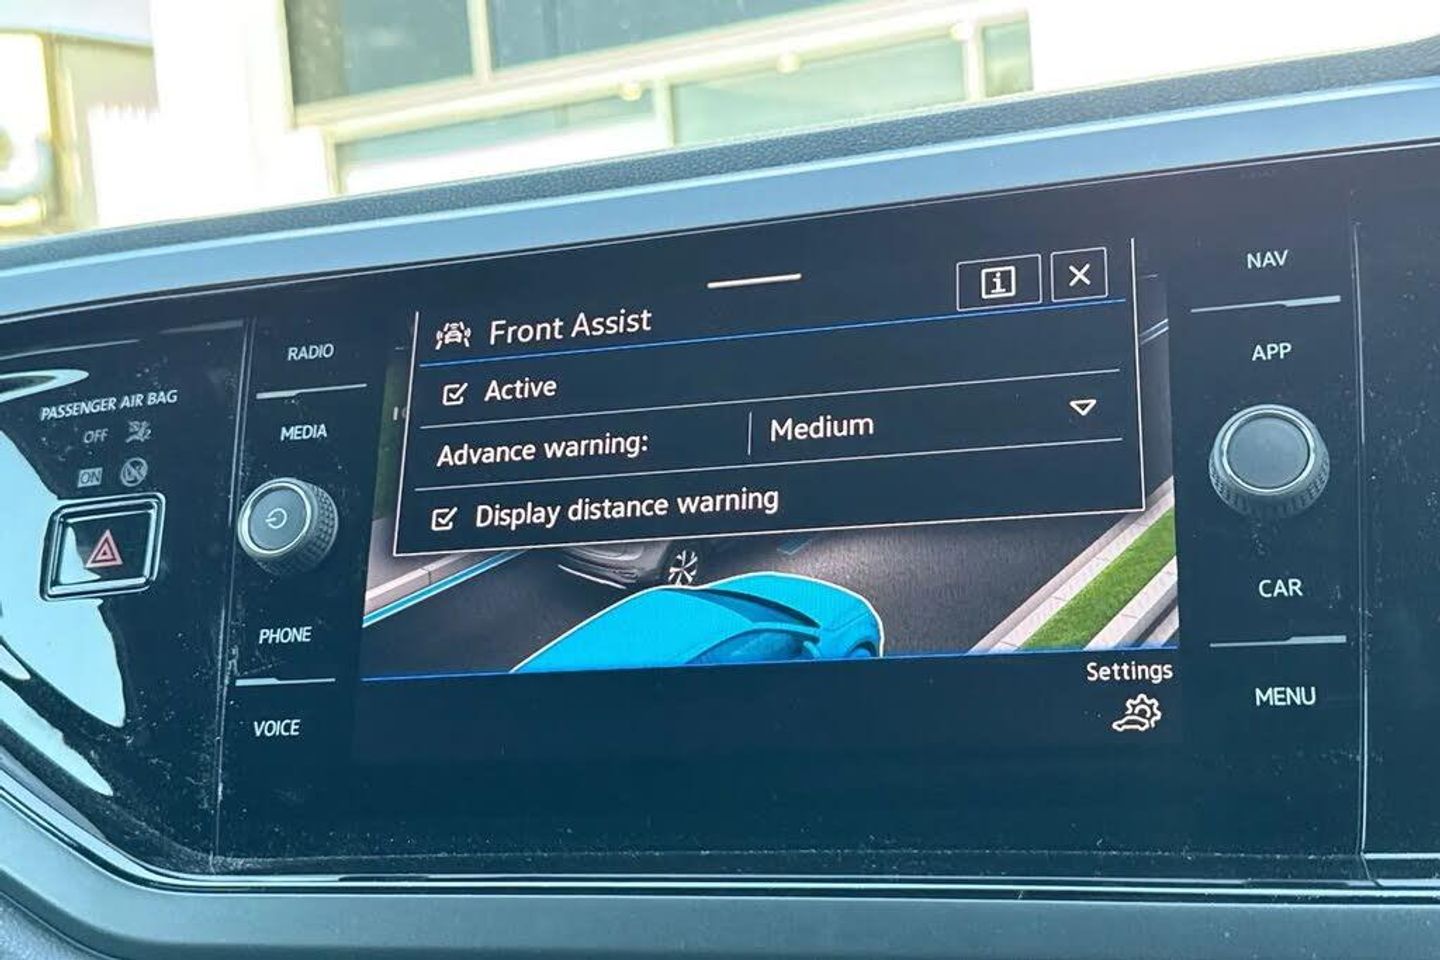 PASSENGER AIR BAG
OFF
ON
RADIO
MEDIA
PHONE
VOICE
Front Assist
Active
Advance warning: Medium
Display distance warning
Settings
NAV
APP
CAR
MENU